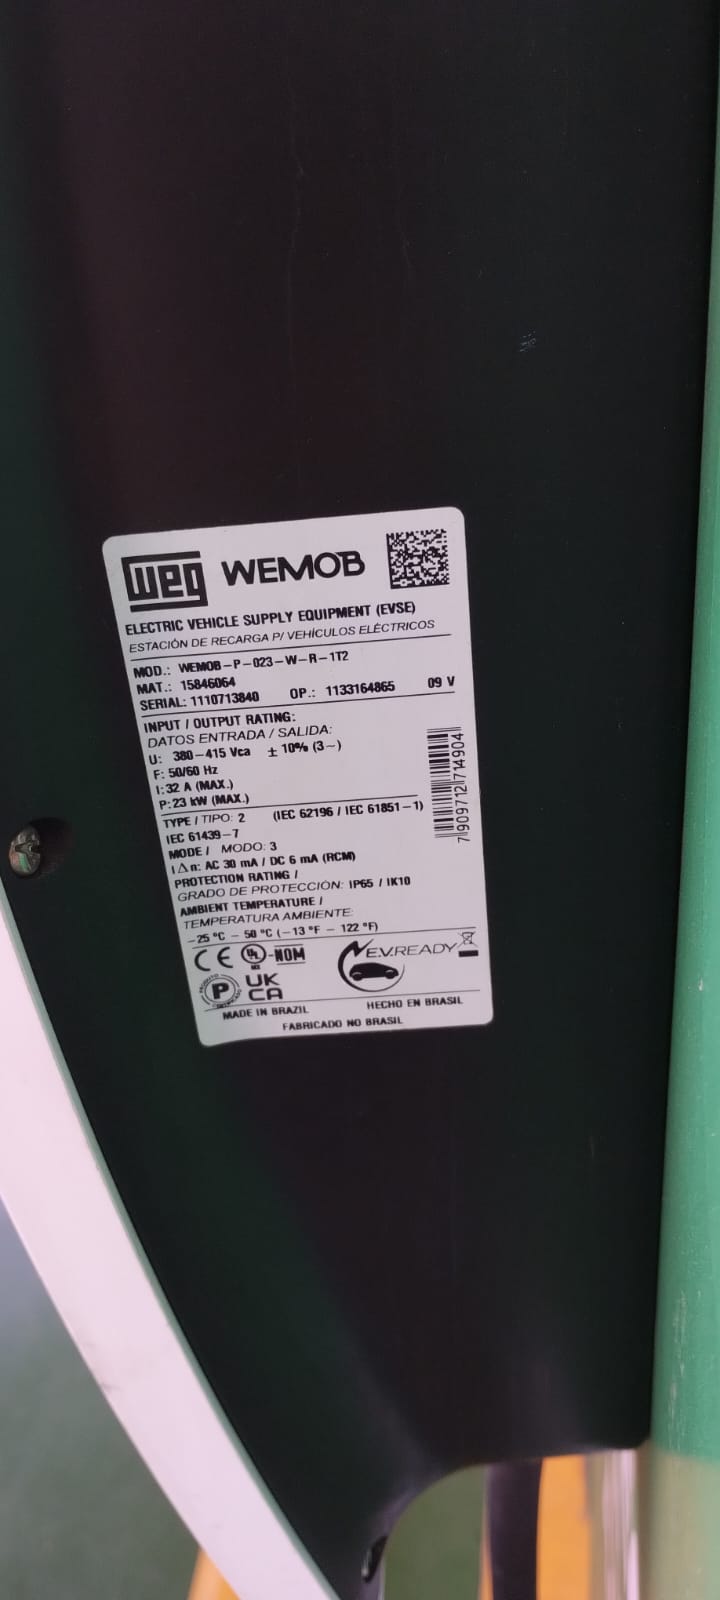 weg WEMOB
ELECTRIC VEHICLE SUPPLY EQUIPMENT (EVSE)
ESTACIÓN DE RECARGA P/ VEHÍCULOS ELÉCTRICOS
MOD.: WEMOB-P-023-W-R-1T2
MAT.: 15846064
SERIAL: 1110713840 OP.: 1133164865 09 V
INPUT / OUTPUT RATING:
DATOS ENTRADA / SALIDA:
U: 380-415 Vca ± 10% (3~)
F: 50/60 Hz
I:32 A (MAX.)
P:23 kW (MAX.)
TYPE / TIPO: 2 (IEC 62196 / IEC 61851-1)
IEC 61439-7
MODE / MODO: 3
I Δ n: AC 30 mA / DC 6 mA (RCM)
PROTECTION RATING /
GRADO DE PROTECCIÓN: IP65 / IK10
AMBIENT TEMPERATURE /
TEMPERATURA AMBIENTE:
-25 °C - 50 °C (-13 °F - 122 °F)
7909712714904
CE UL-NOM
MX
E.V.READY
P
UK
CA
MADE IN BRAZIL HECHO EN BRASIL
FABRICADO NO BRASIL